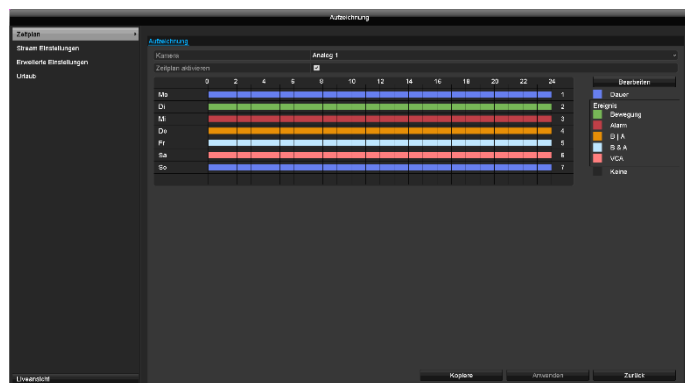 Aufzeichnung
Zeitplan
Stream Einstellungen
Erweiterte Einstellungen
Urlaub
Liveansicht
Aufzeichnung
Kamera Analog 1
Zeitplan aktivieren
0 2 4 6 8 10 12 14 16 18 20 22 24
Mo 1
Di 2
Mi 3
Do 4
Fr 5
Sa 6
So 7
Bearbeiten
Dauer
Ereignis
Bewegung
Alarm
B | A
B & A
VCA
Keine
Kopiere Anwenden Zurück